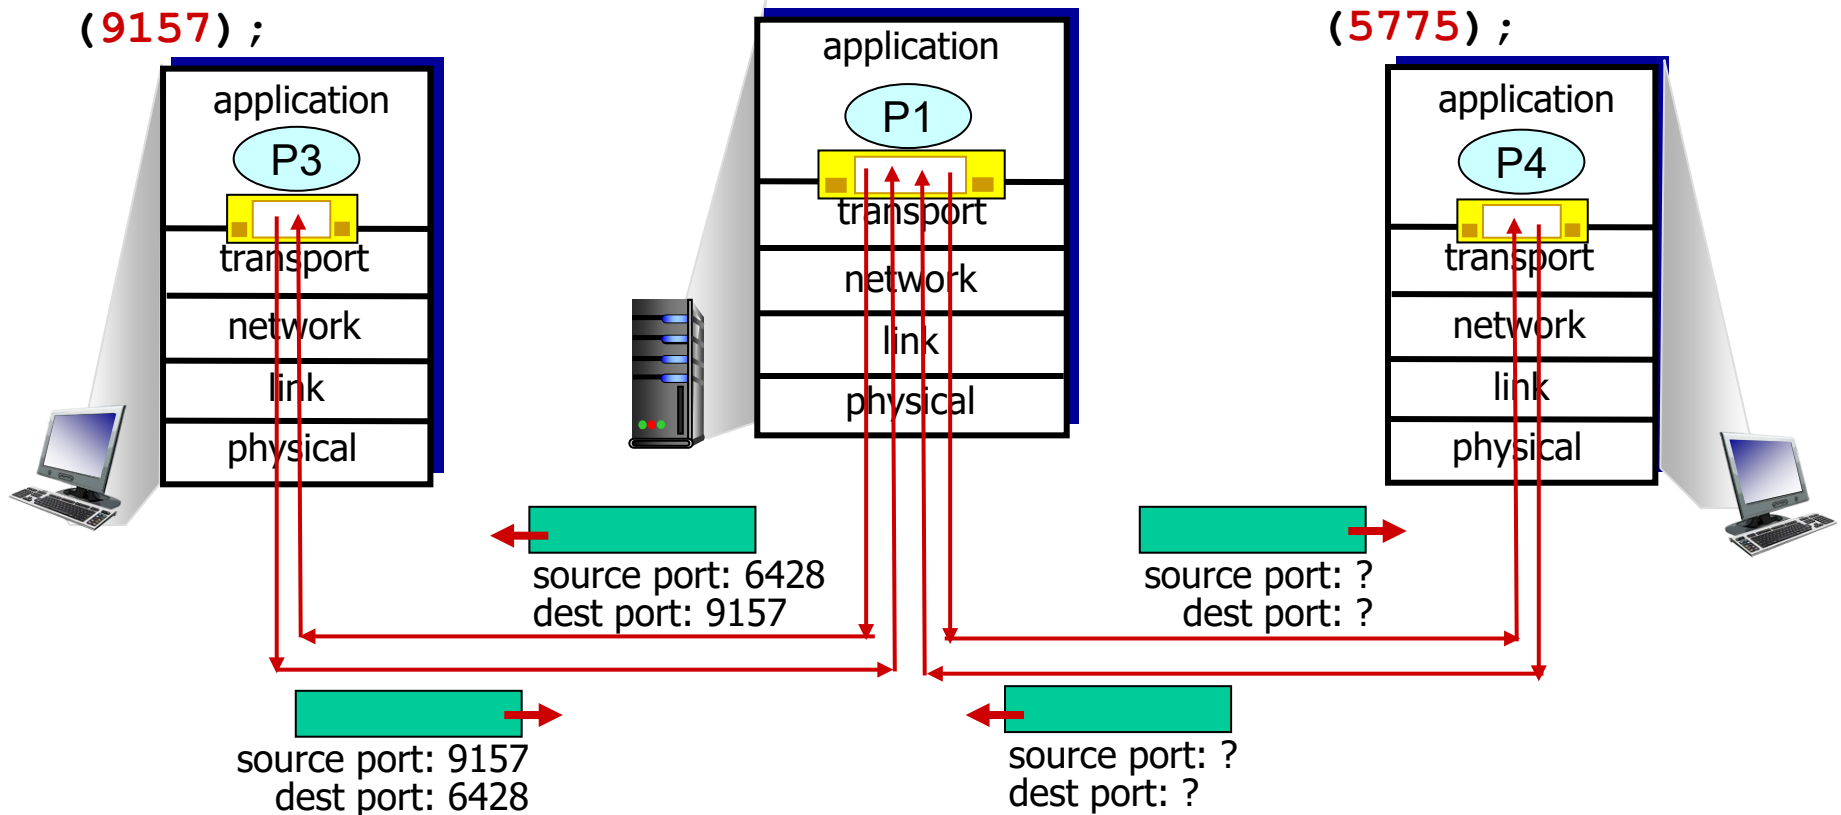 (9157);
application
P3
transport
network
link
physical
application
P1
transport
network
link
physical
(5775);
application
P4
transport
network
link
physical
source port: 6428
dest port: 9157
source port: ?
dest port: ?
source port: 9157
dest port: 6428
source port: ?
dest port: ?